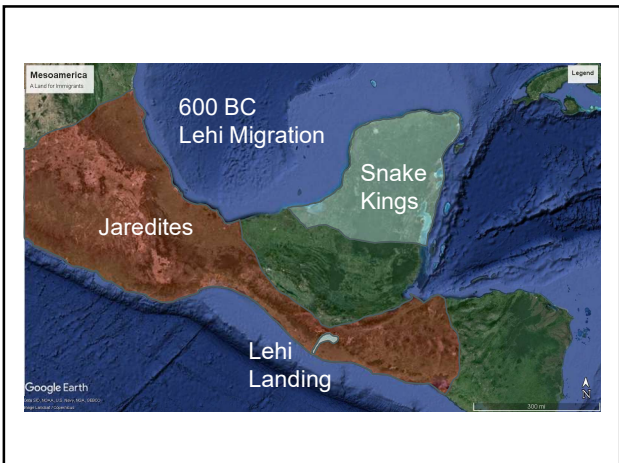 Mesoamerica
A Land for Immigrants
Legend
600 BC
Lehi Migration
Snake
Kings
Jaredites
Lehi
Landing
Google Earth
N
300 mi